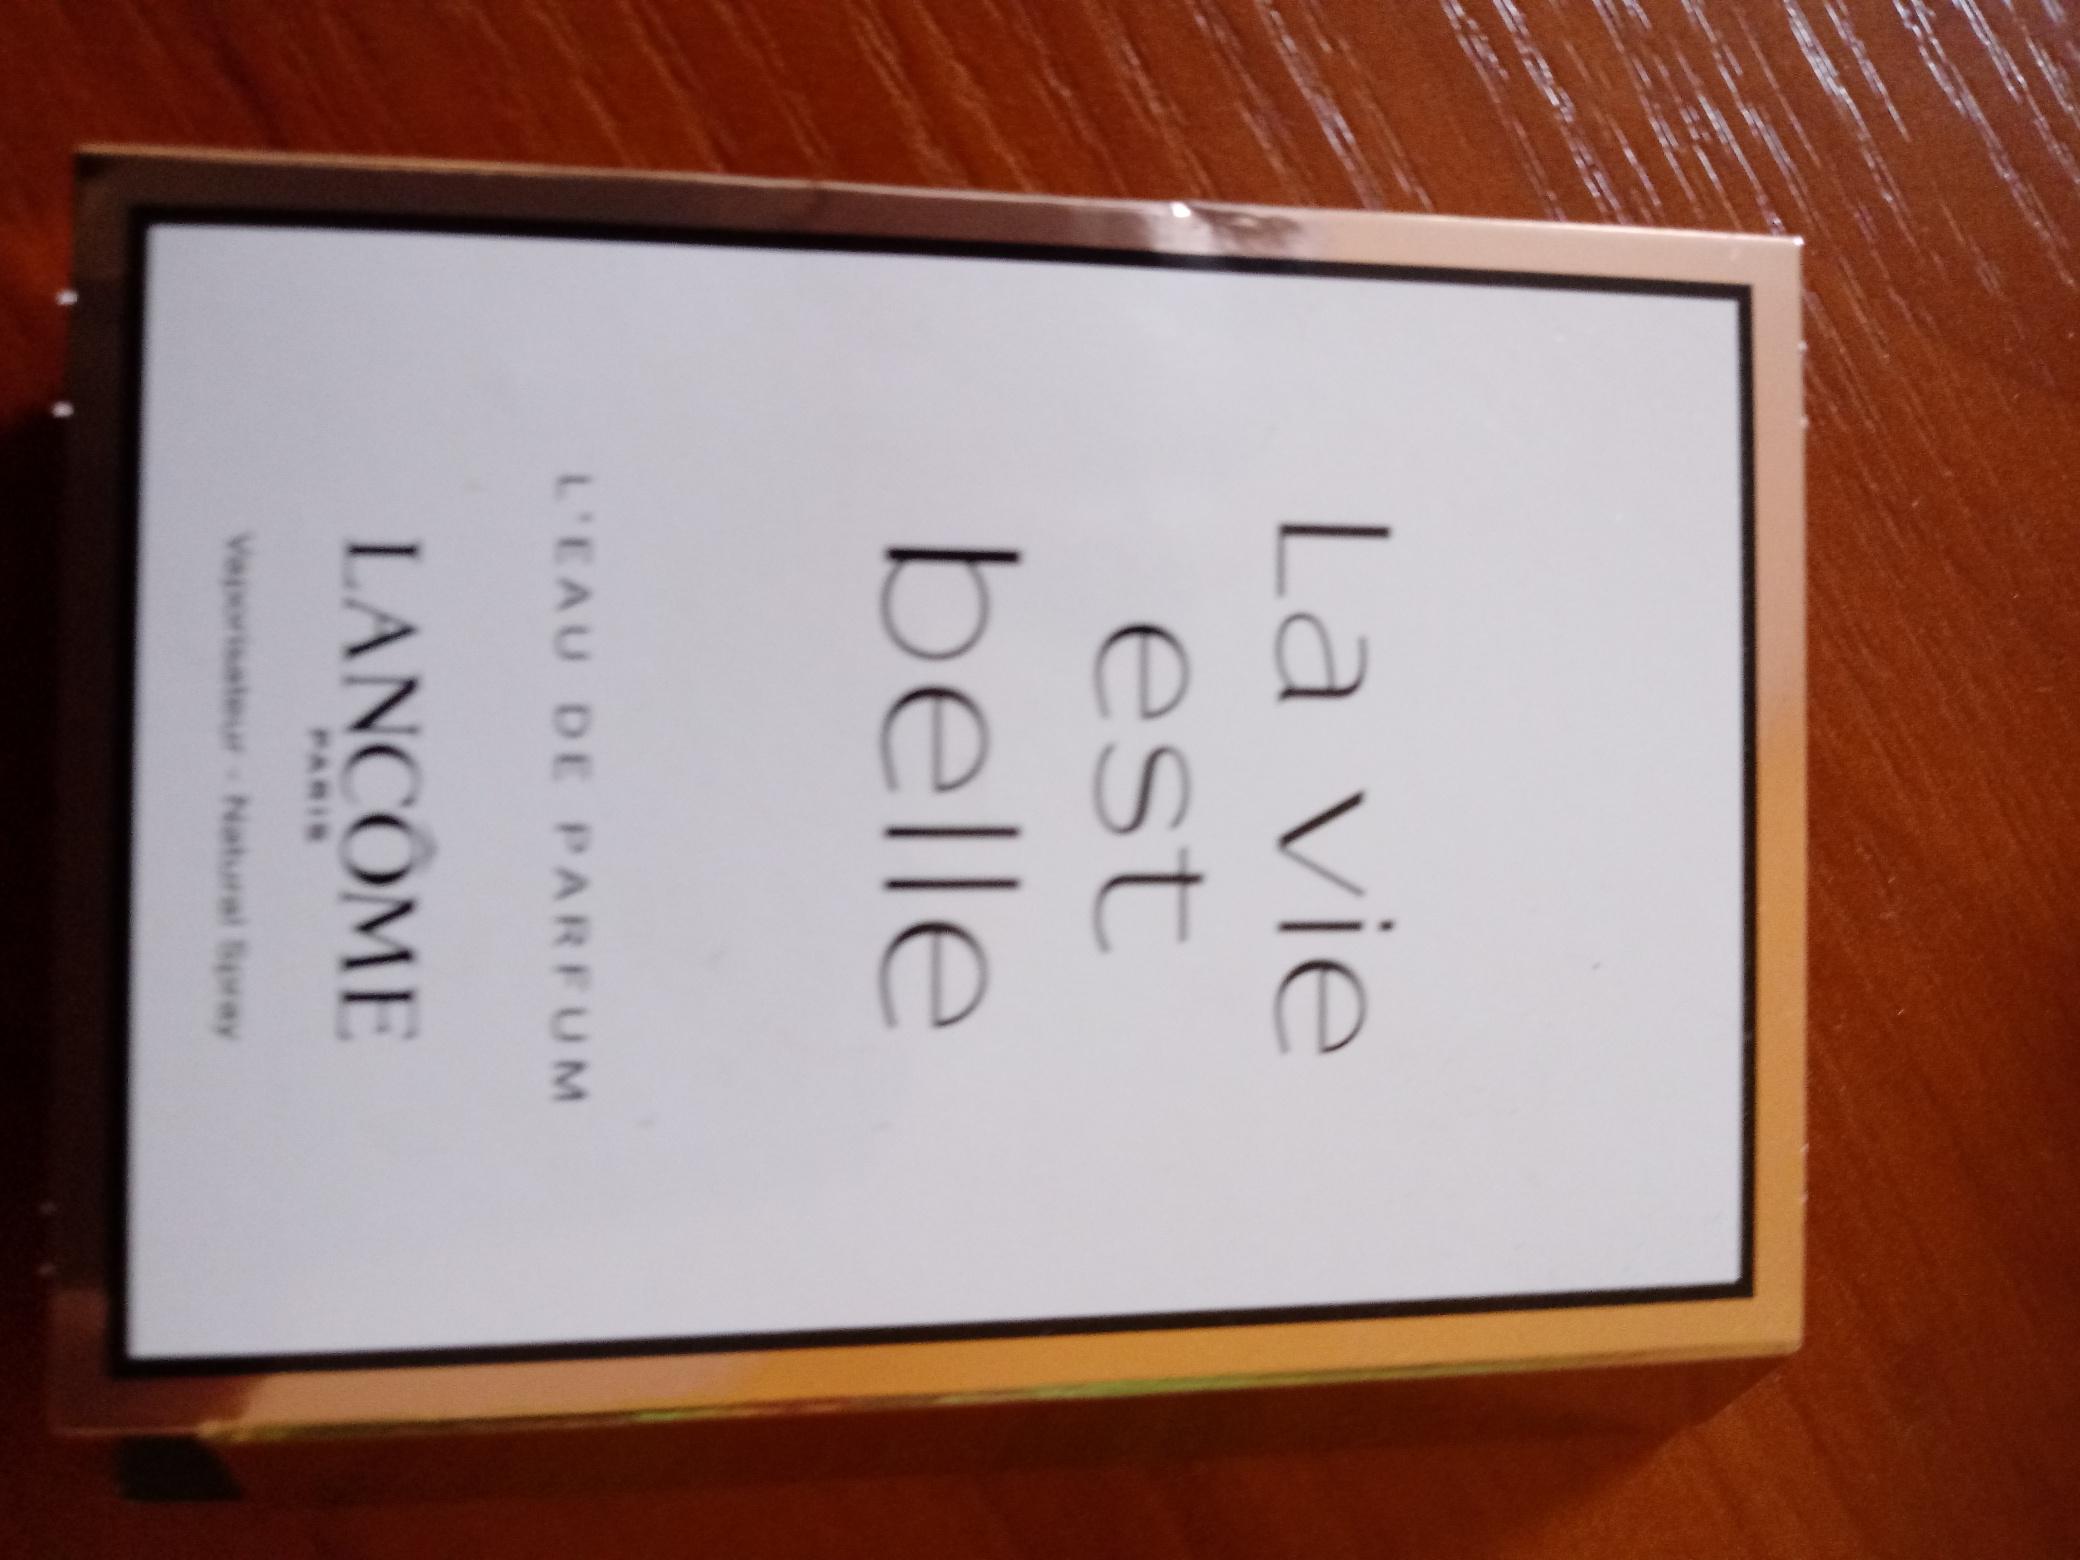 La vie
est
belle
L'EAU DE PARFUM
LANCÔME
PARIS
Vaporisateur - Natural Spray